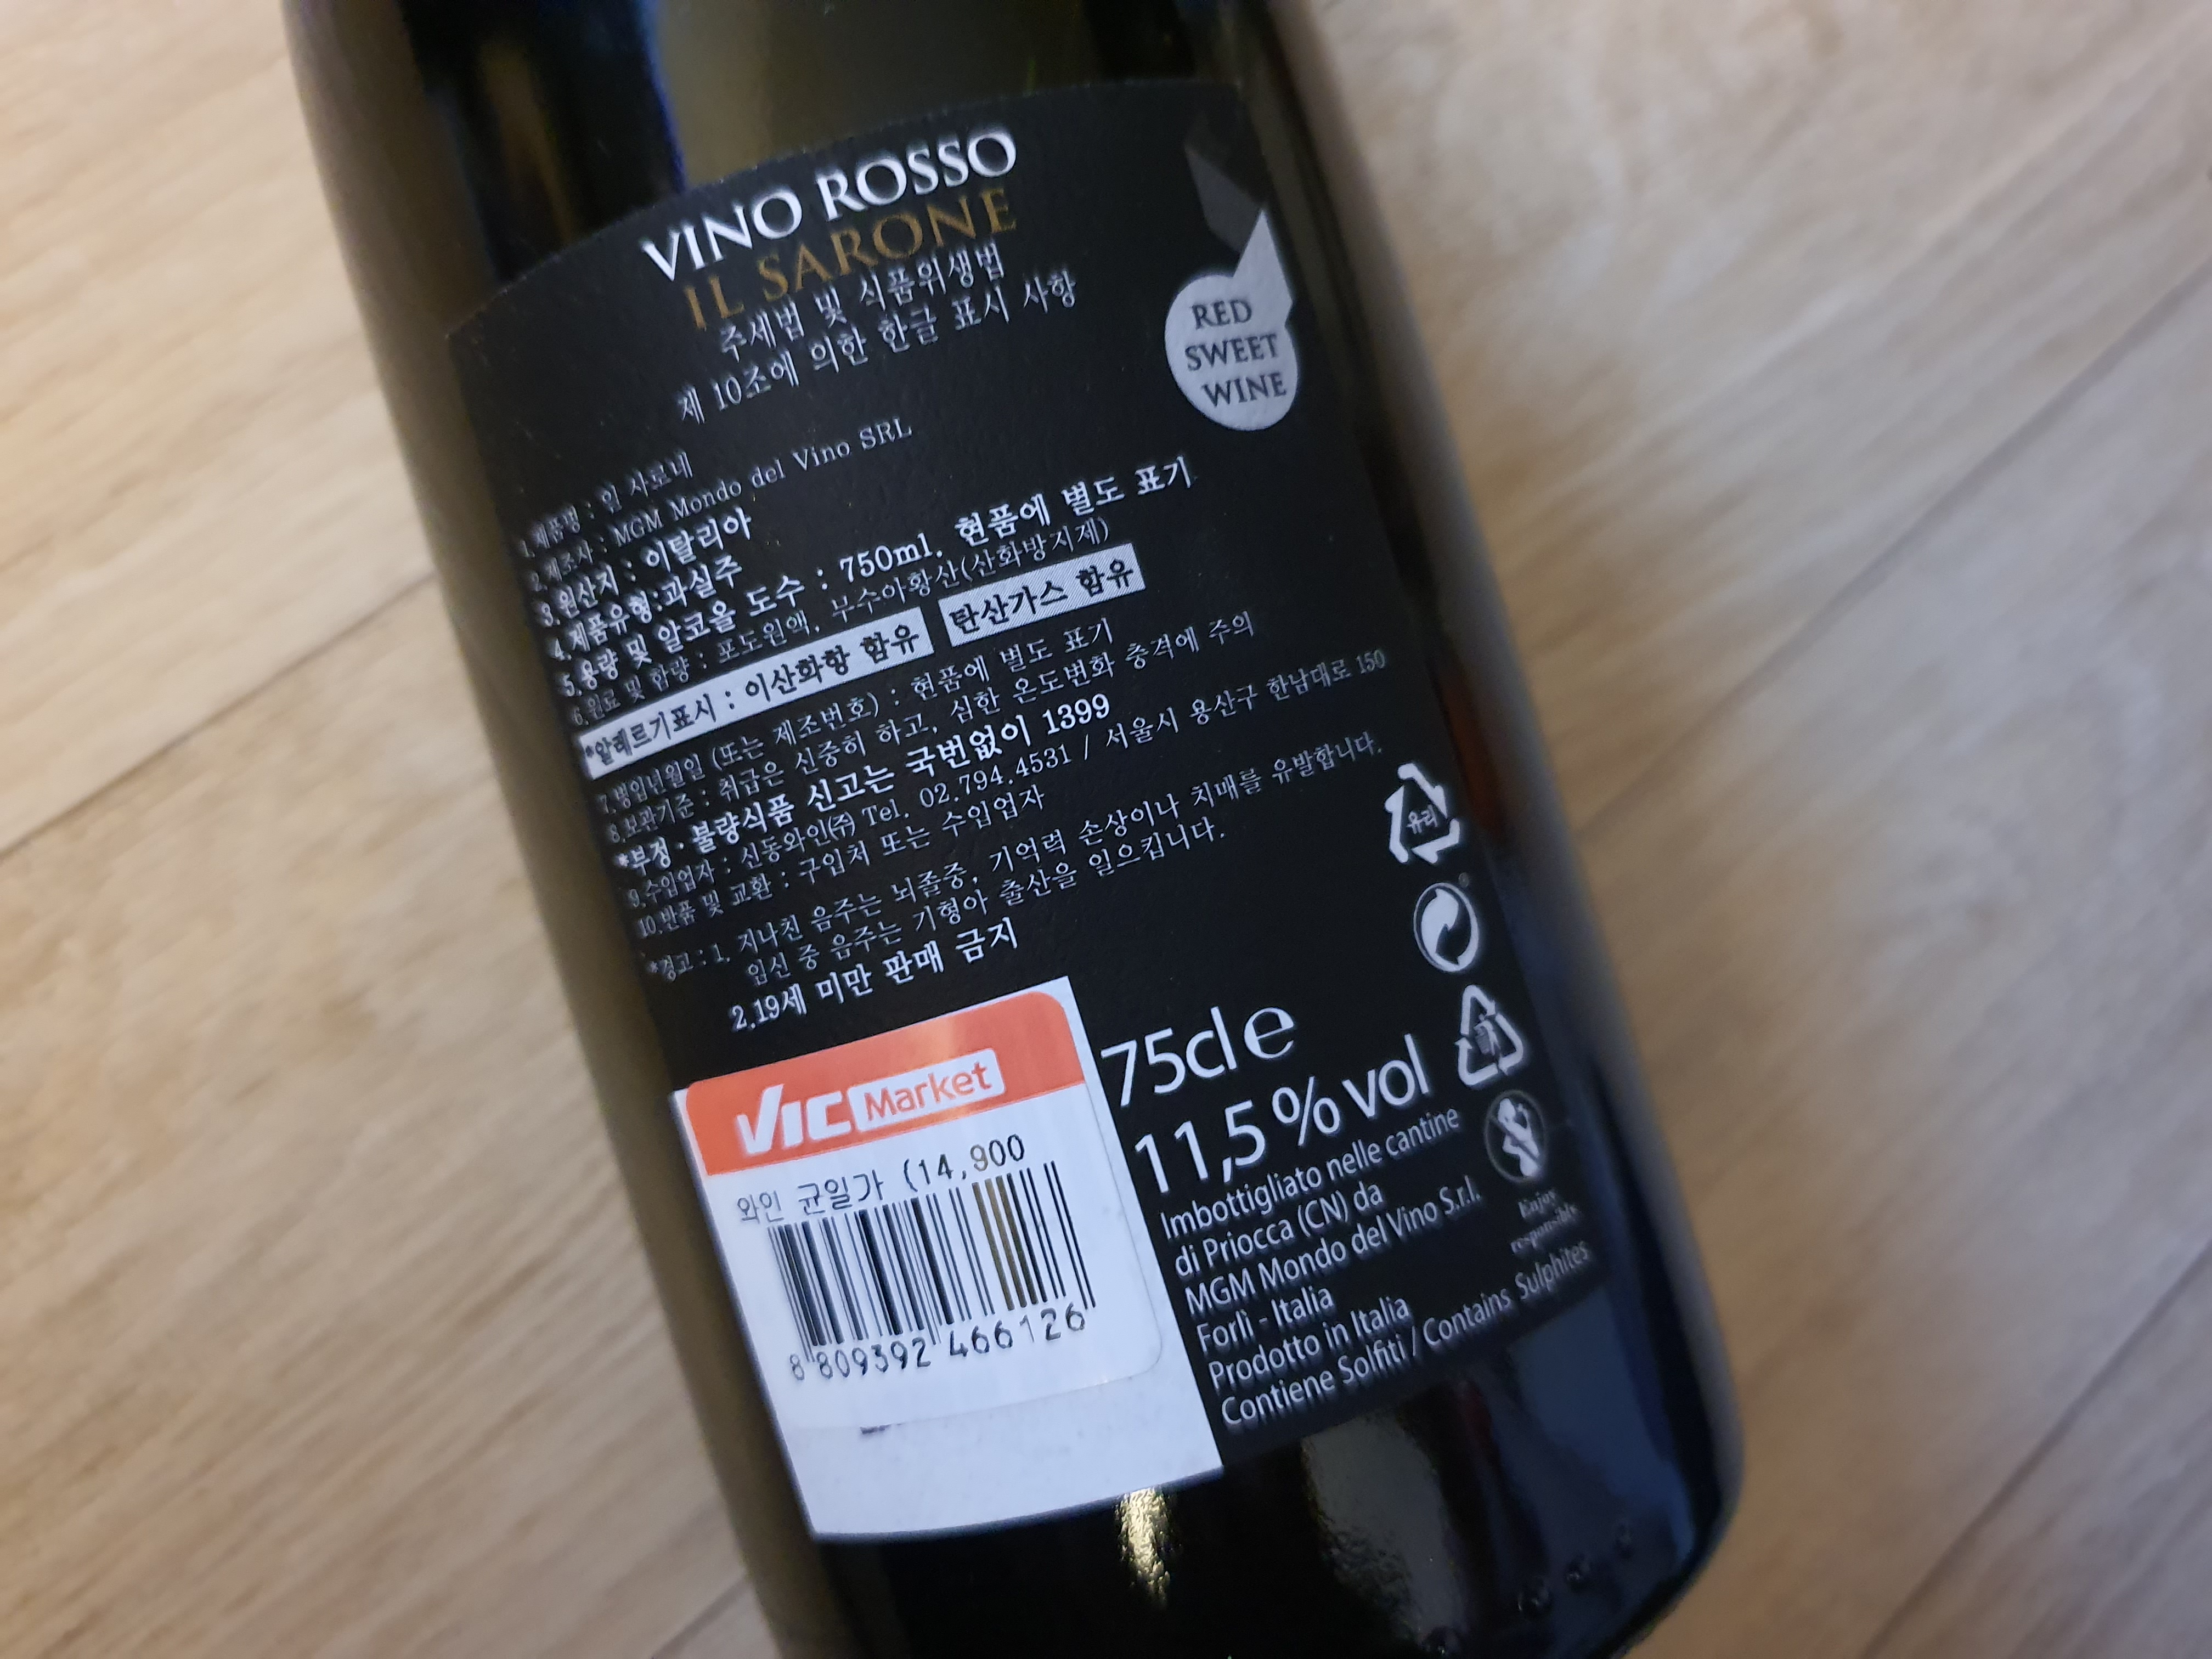 VINO ROSSO
IL SARONE
주세법 및 식품위생법
제 10조에 의한 한글 표시 사항
RED
SWEET
WINE
1.제품명 : 일 사로네
2.제조사 : MGM Mondo del Vino SRL
3.원산지 : 이탈리아
4.제품유형:과실주
5.용량 및 알코올 도수 : 750ml. 현품에 별도 표기
6.원료 및 함량 : 포도원액, 무수아황산(산화방지제)
*알레르기표시 : 이산화황 함유 탄산가스 함유
7.병입년월일 (또는 제조번호) : 현품에 별도 표기
8.보관기준 : 취급은 신중히 하고, 심한 온도변화 충격에 주의
*부정·불량식품 신고는 국번없이 1399
9.수입업자 : 신동와인㈜ Tel. 02.794.4531 / 서울시 용산구 한남대로 150
10.반품 및 교환 : 구입처 또는 수입업자
*경고 : 1. 지나친 음주는 뇌졸중, 기억력 손상이나 치매를 유발합니다.
임신 중 음주는 기형아 출산을 일으킵니다.
2.19세 미만 판매 금지
유리
VIC Market
와인 균일가 (14,900
8 809392 466126
75cl e
11,5 % vol
Imbottigliato nelle cantine
di Priocca (CN) da
MGM Mondo del Vino S.r.l.
Forlì - Italia
Prodotto in Italia
Contiene Solfiti / Contains Sulphites
Enjoy
responsibly